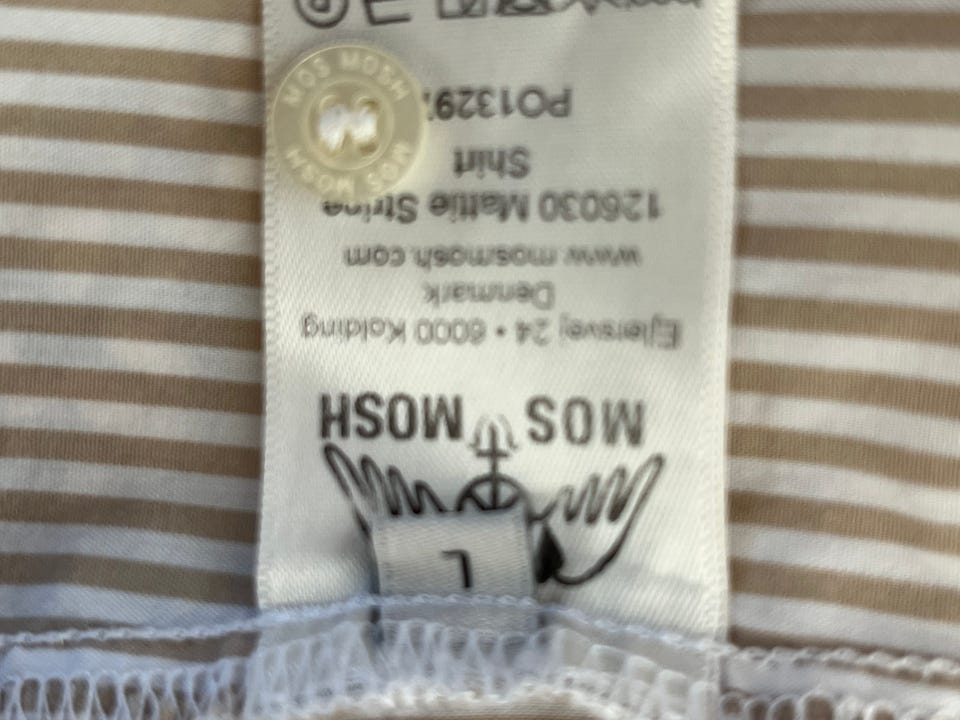 L
MOS MOSH
Ejlersvej 24 • 6000 Kolding
Denmark
www.mosmosh.com
126030 Mattie Stripe
Shirt
MOS MOSH
MOS MOSH